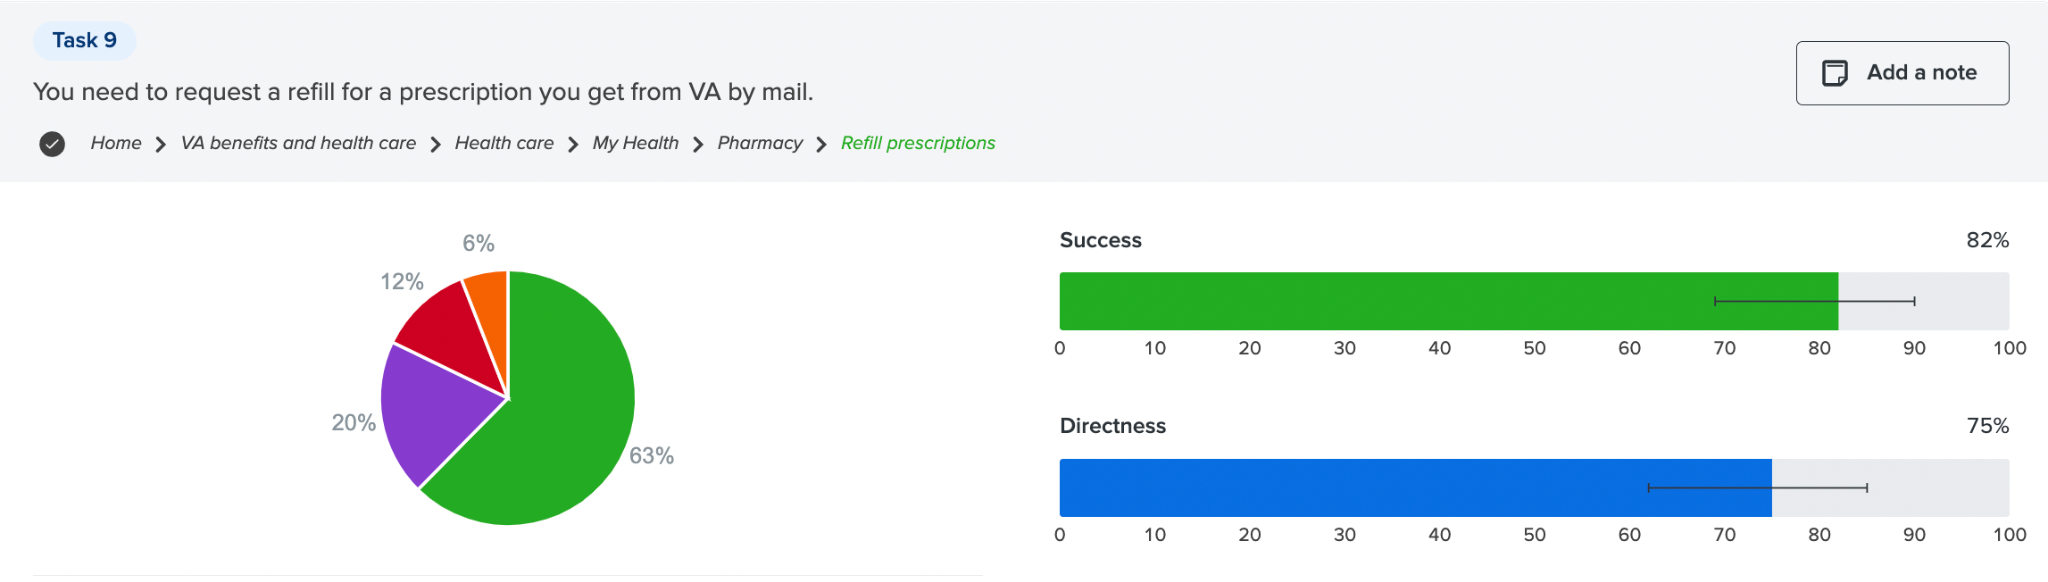 Task 9
Add a note
You need to request a refill for a prescription you get from VA by mail.
Home VA benefits and health care Health care My Health Pharmacy Refill prescriptions
6%
12%
20%
63%
Success 82%
0 10 20 30 40 50 60 70 80 90 100
Directness 75%
0 10 20 30 40 50 60 70 80 90 100